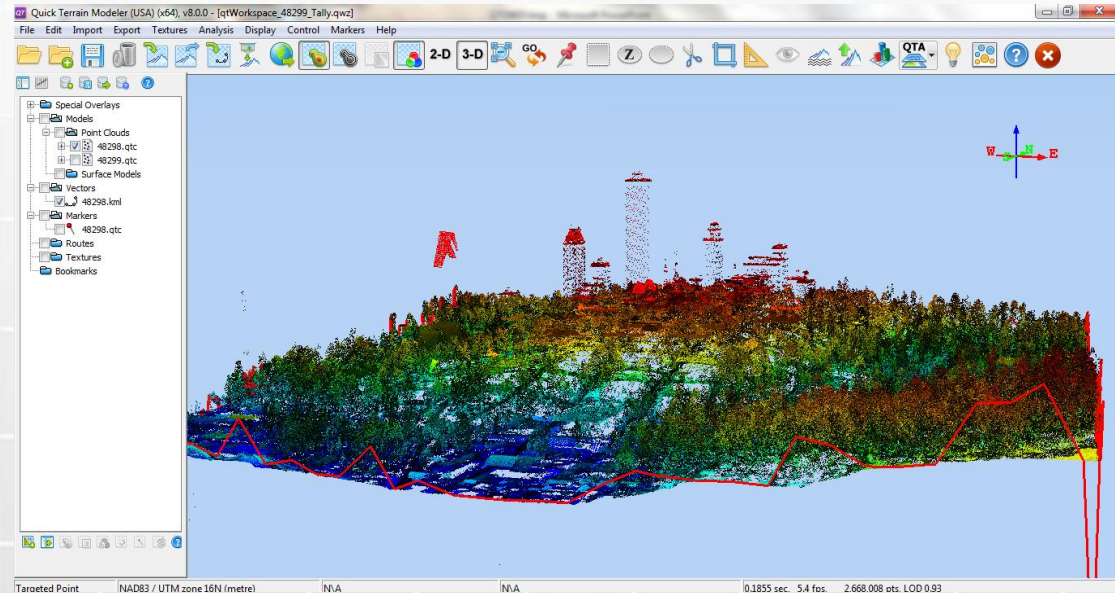 QT Quick Terrain Modeler (USA) (x64), v8.0.0 - [qtWorkspace_48299_Tally.qwz]
File Edit Import Export Textures Analysis Display Control Markers Help
2-D 3-D GO Z QTA
Special Overlays
Models
Point Clouds
48298.qtc
48299.qtc
Surface Models
Vectors
48298.kml
Markers
48298.qtc
Routes
Textures
Bookmarks
W S N E
Targeted Point NAD83 / UTM zone 16N (metre) N\A N\A 0.1855 sec, 5.4 fps, 2,668,008 pts, LOD 0.93